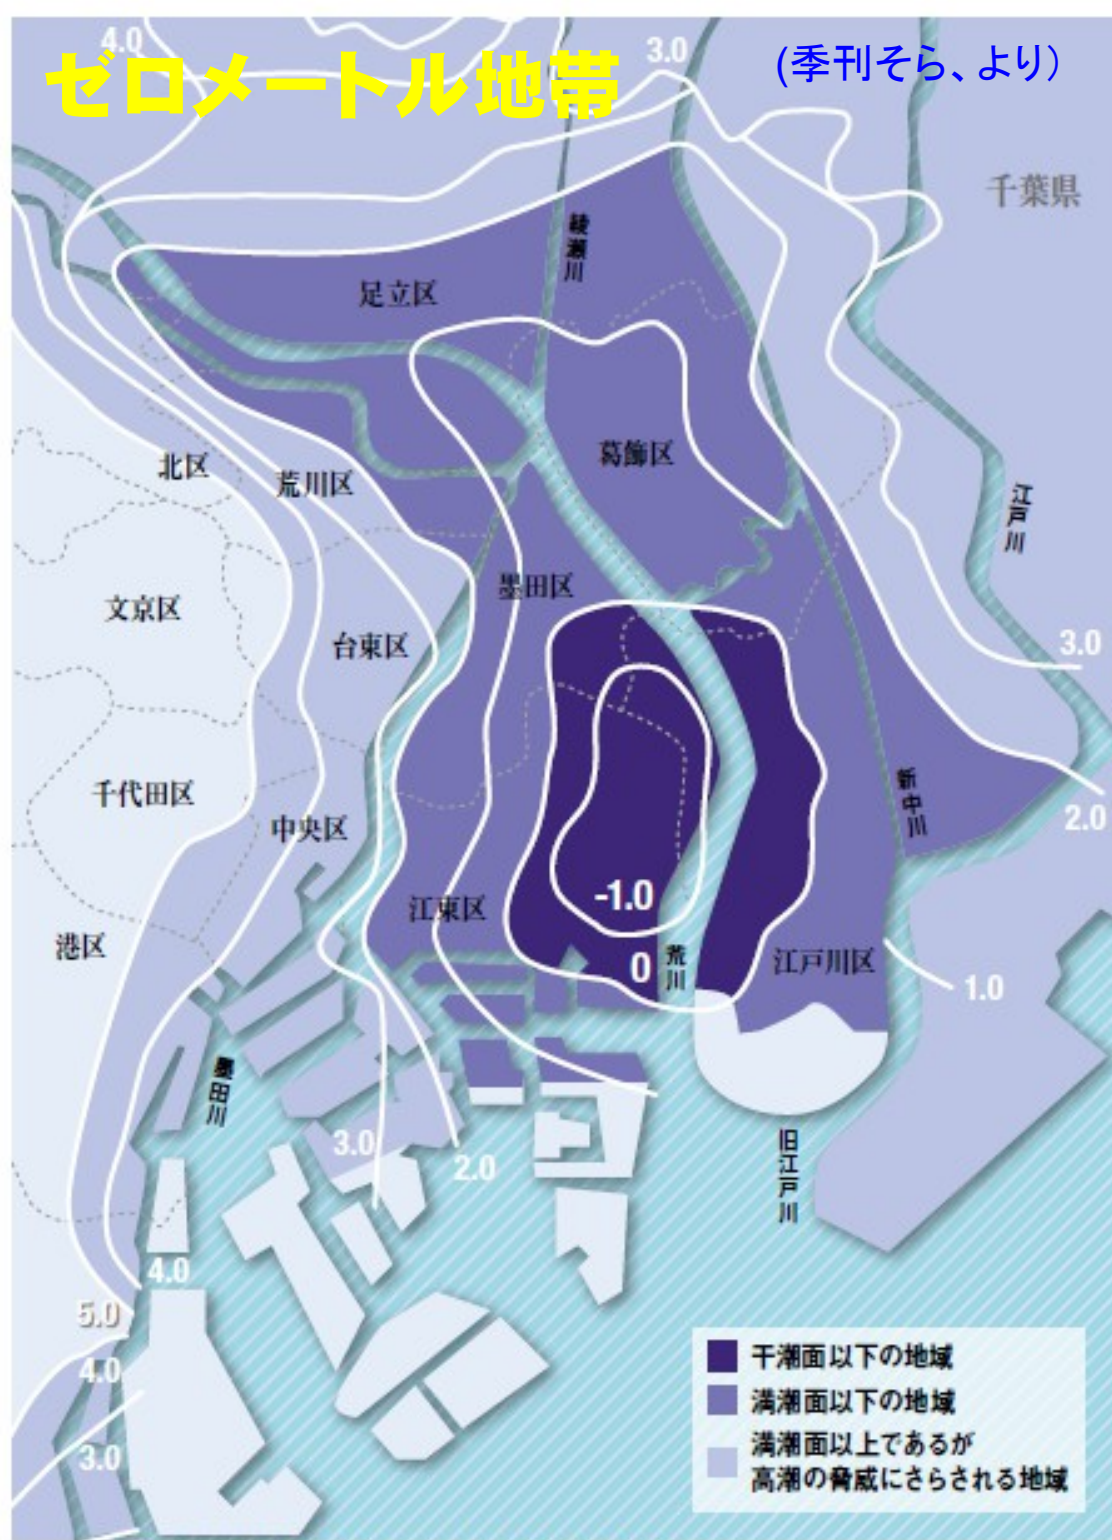 4.0
ゼロメートル地帯
3.0
(季刊そら、より）
千葉県
綾瀬川
足立区
葛飾区
北区
荒川区
江戸川
墨田区
文京区
台東区
3.0
千代田区
新中川
中央区
2.0
-1.0
江東区
港区
0
荒川
江戸川区
1.0
墨田川
3.0
2.0
旧江戸川
4.0
5.0
4.0
3.0
干潮面以下の地域
満潮面以下の地域
満潮面以上であるが
高潮の脅威にさらされる地域